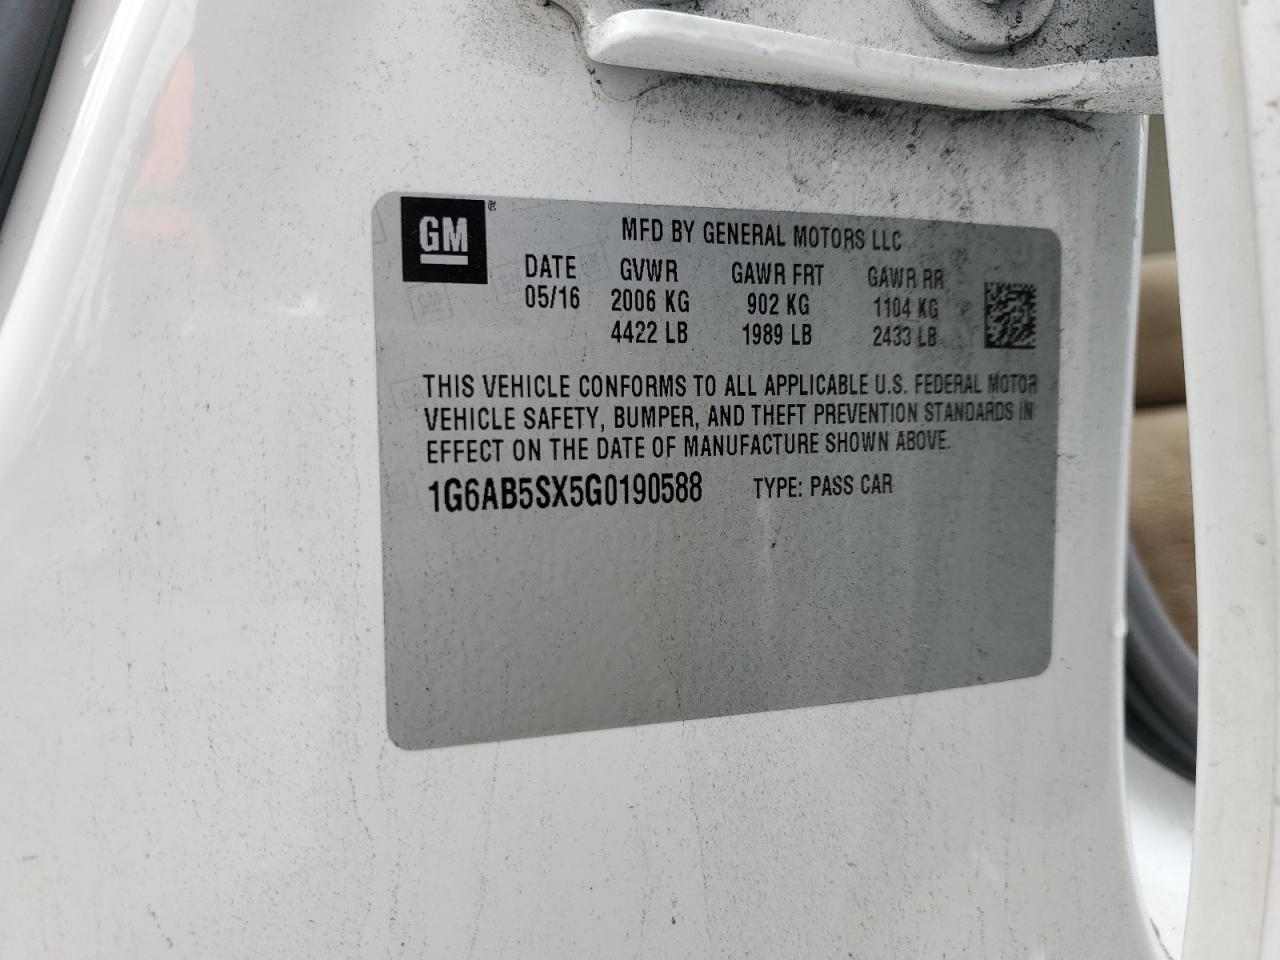 GM ®
MFD BY GENERAL MOTORS LLC
DATE GVWR GAWR FRT GAWR RR
05/16 2006 KG 902 KG 1104 KG
4422 LB 1989 LB 2433 LB
THIS VEHICLE CONFORMS TO ALL APPLICABLE U.S. FEDERAL MOTOR
VEHICLE SAFETY, BUMPER, AND THEFT PREVENTION STANDARDS IN
EFFECT ON THE DATE OF MANUFACTURE SHOWN ABOVE.
1G6AB5SX5G0190588 TYPE: PASS CAR